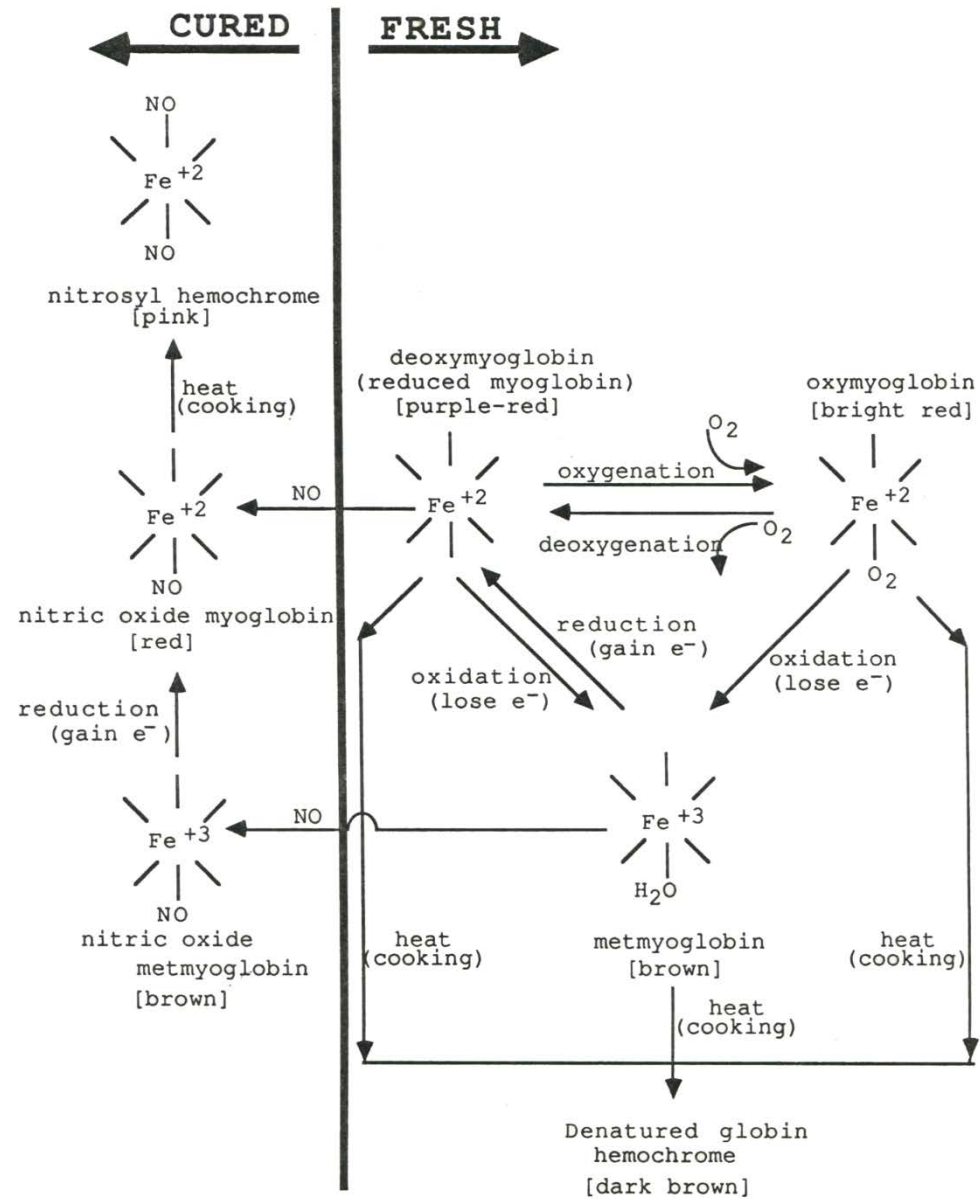 CURED
FRESH
NO
Fe +2
NO
nitrosyl hemochrome
[pink]
heat
(cooking)
Fe +2
NO
nitric oxide myoglobin
[red]
reduction
(gain e⁻)
Fe +3
NO
nitric oxide
metmyoglobin
[brown]
NO
NO
deoxymyoglobin
(reduced myoglobin)
[purple-red]
Fe +2
O2
oxygenation
deoxygenation
O2
oxymyoglobin
[bright red]
Fe +2
O2
reduction
(gain e⁻)
oxidation
(lose e⁻)
oxidation
(lose e⁻)
Fe +3
H2O
metmyoglobin
[brown]
heat
(cooking)
heat
(cooking)
heat
(cooking)
Denatured globin
hemochrome
[dark brown]